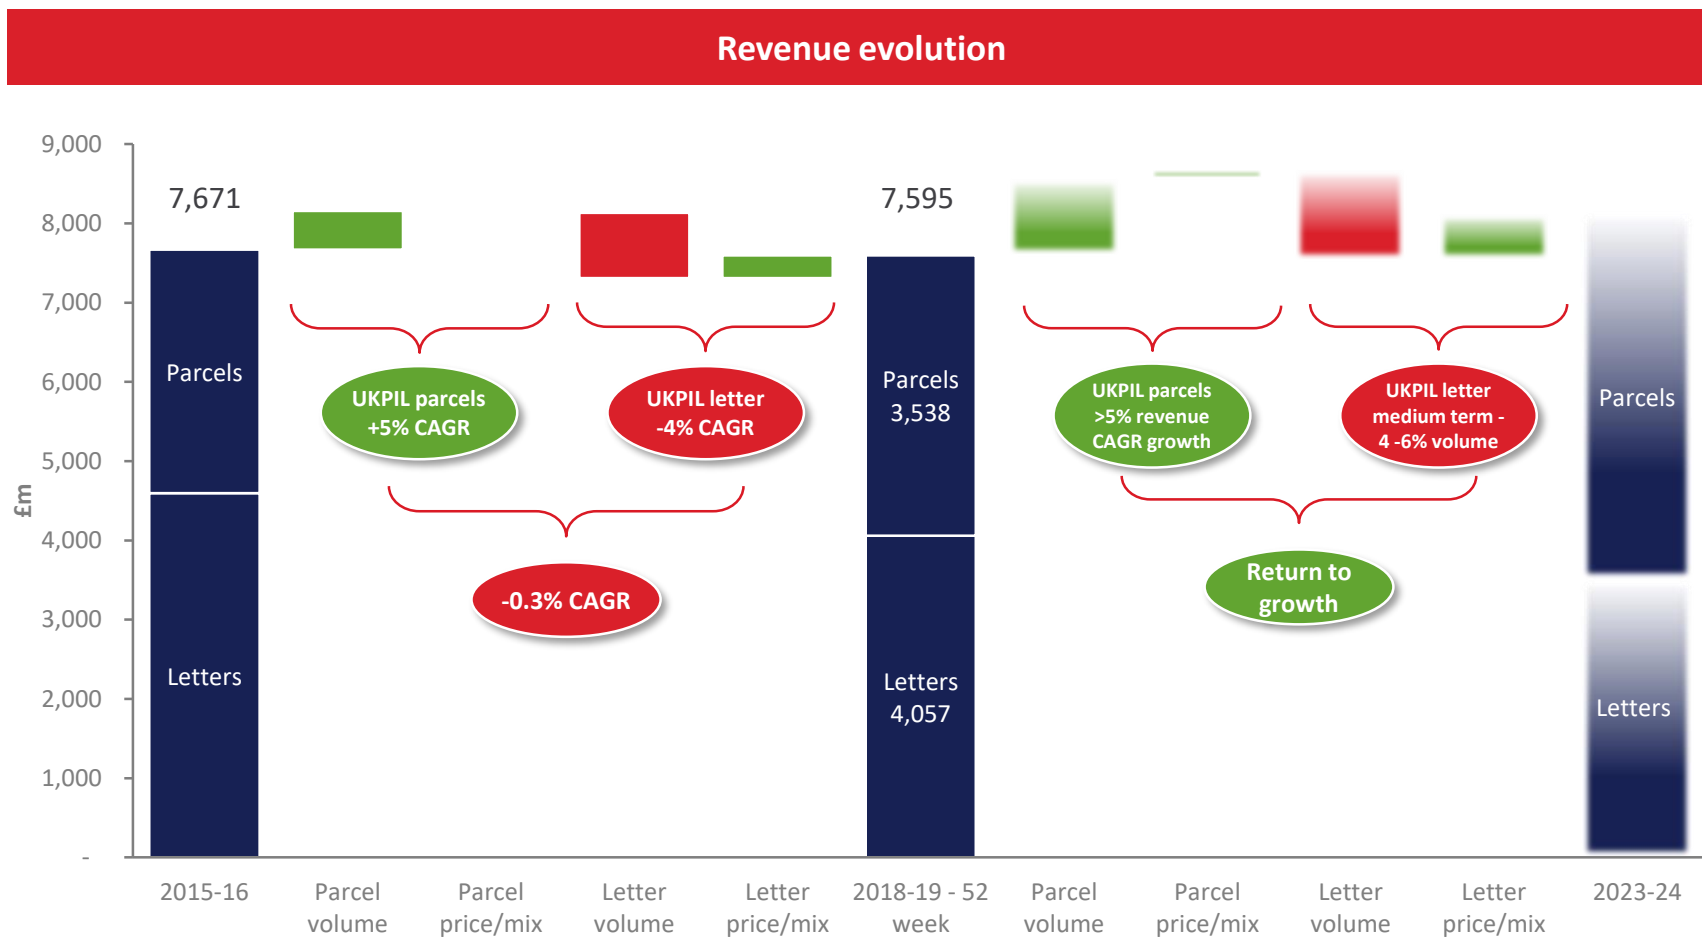 Revenue evolution
£m
9,000
8,000
7,000
6,000
5,000
4,000
3,000
2,000
1,000
-
7,671
Parcels
Letters
UKPIL parcels
+5% CAGR
UKPIL letter
-4% CAGR
-0.3% CAGR
7,595
Parcels
3,538
Letters
4,057
UKPIL parcels
>5% revenue
CAGR growth
UKPIL letter
medium term -
4 -6% volume
Return to
growth
Parcels
Letters
2015-16
Parcel
volume
Parcel
price/mix
Letter
volume
Letter
price/mix
2018-19 - 52
week
Parcel
volume
Parcel
price/mix
Letter
volume
Letter
price/mix
2023-24